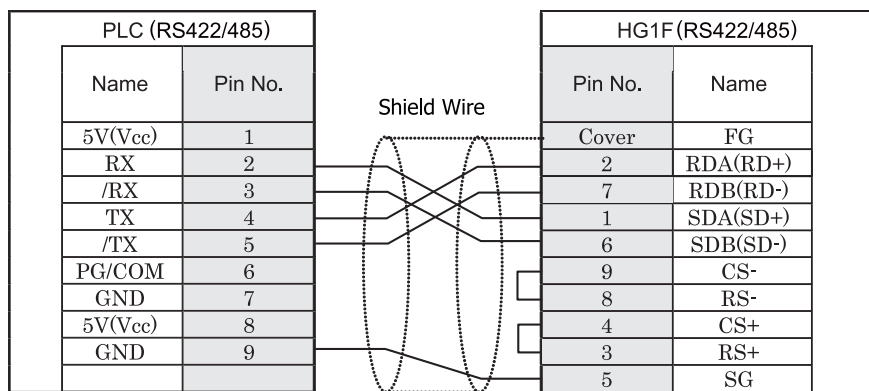 PLC (RS422/485) HG1F(RS422/485)
Name Pin No. Pin No. Name
Shield Wire
5V(Vcc) 1 Cover FG
RX 2 2 RDA(RD+)
/RX 3 7 RDB(RD-)
TX 4 1 SDA(SD+)
/TX 5 6 SDB(SD-)
PG/COM 6 9 CS-
GND 7 8 RS-
5V(Vcc) 8 4 CS+
GND 9 3 RS+
5 SG